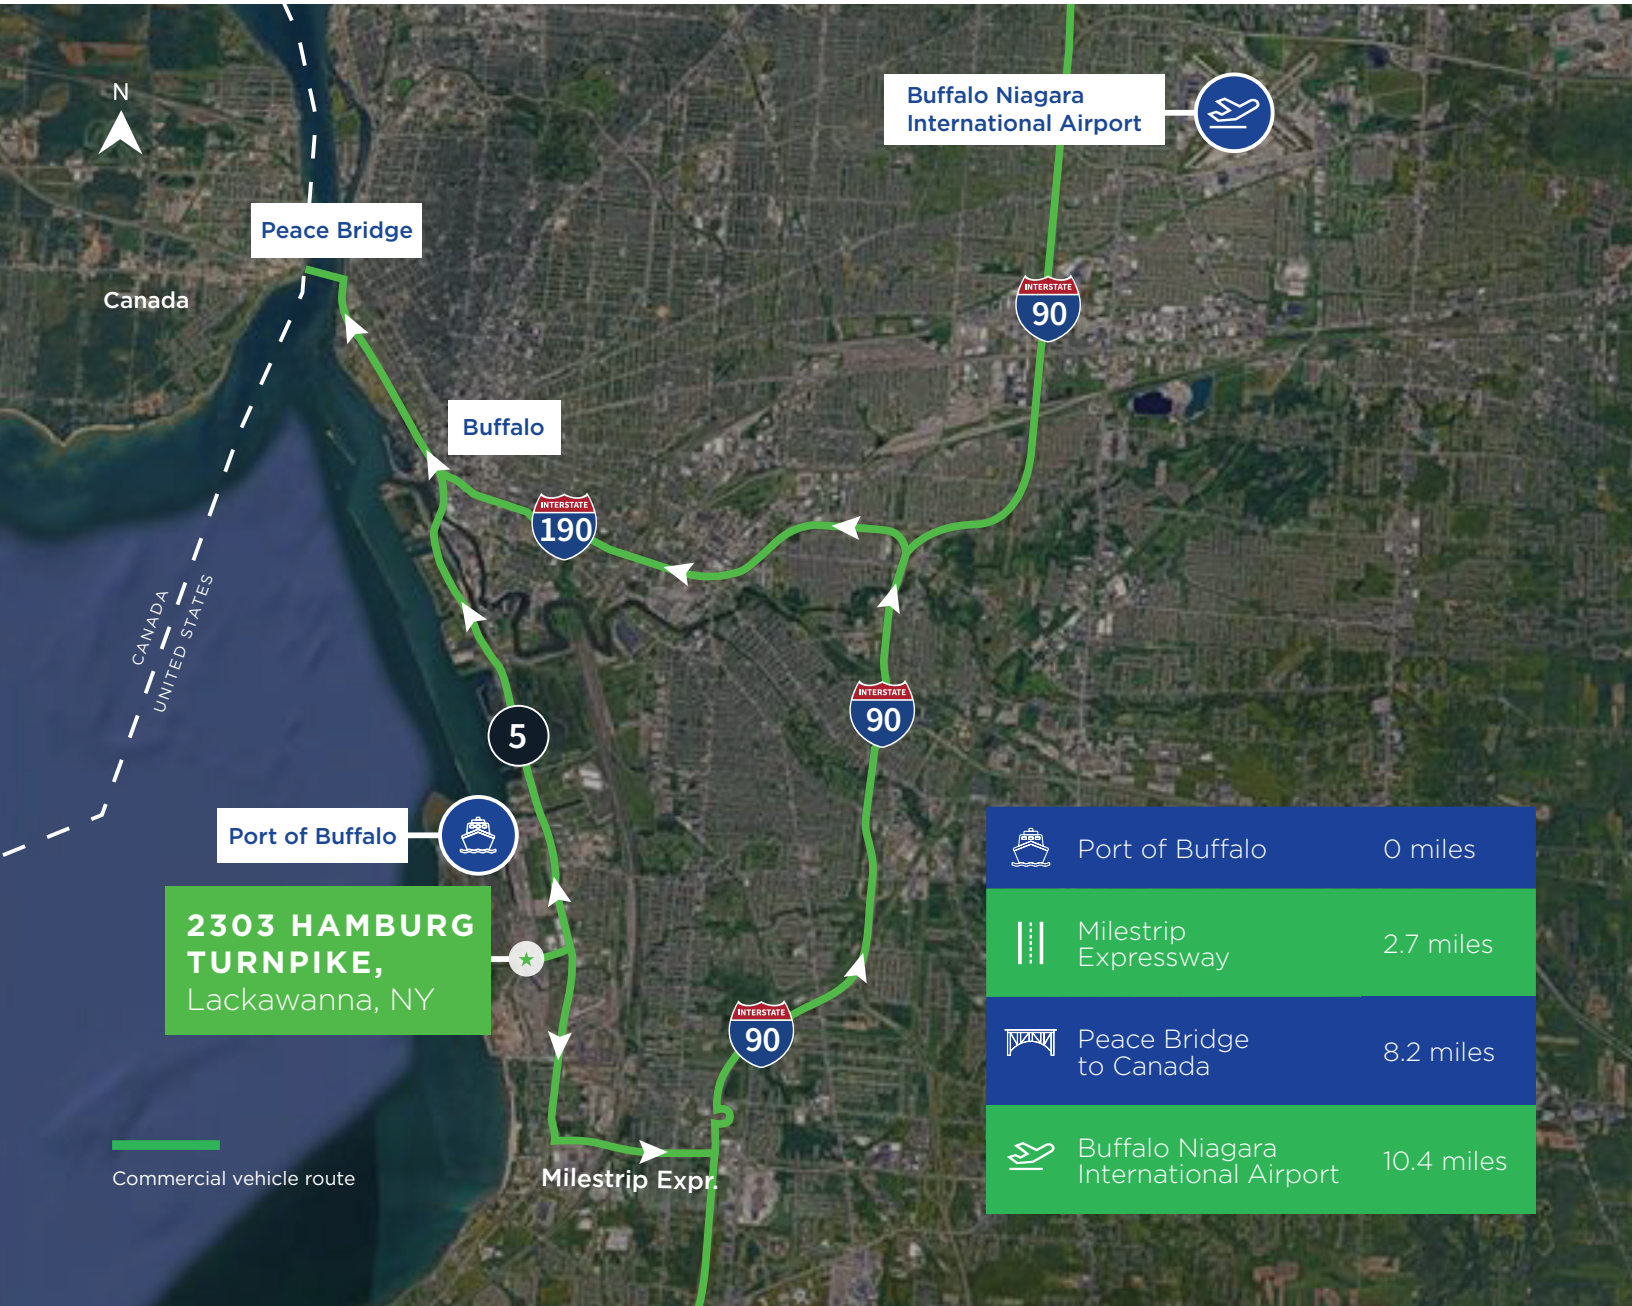 N
Buffalo Niagara
International Airport
Peace Bridge
Canada
INTERSTATE
90
Buffalo
INTERSTATE
190
CANADA
UNITED STATES
INTERSTATE
90
5
Port of Buffalo
2303 HAMBURG
TURNPIKE,
Lackawanna, NY
INTERSTATE
90
Milestrip Expr.
Commercial vehicle route
Port of Buffalo 0 miles
Milestrip
Expressway
2.7 miles
Peace Bridge
to Canada
8.2 miles
Buffalo Niagara
International Airport
10.4 miles